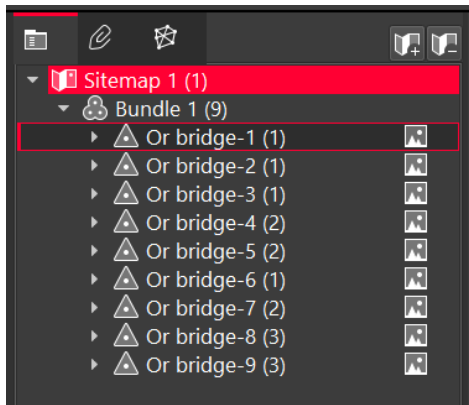 Sitemap 1 (1)
Bundle 1 (9)
Or bridge-1 (1)
Or bridge-2 (1)
Or bridge-3 (1)
Or bridge-4 (2)
Or bridge-5 (2)
Or bridge-6 (1)
Or bridge-7 (2)
Or bridge-8 (3)
Or bridge-9 (3)